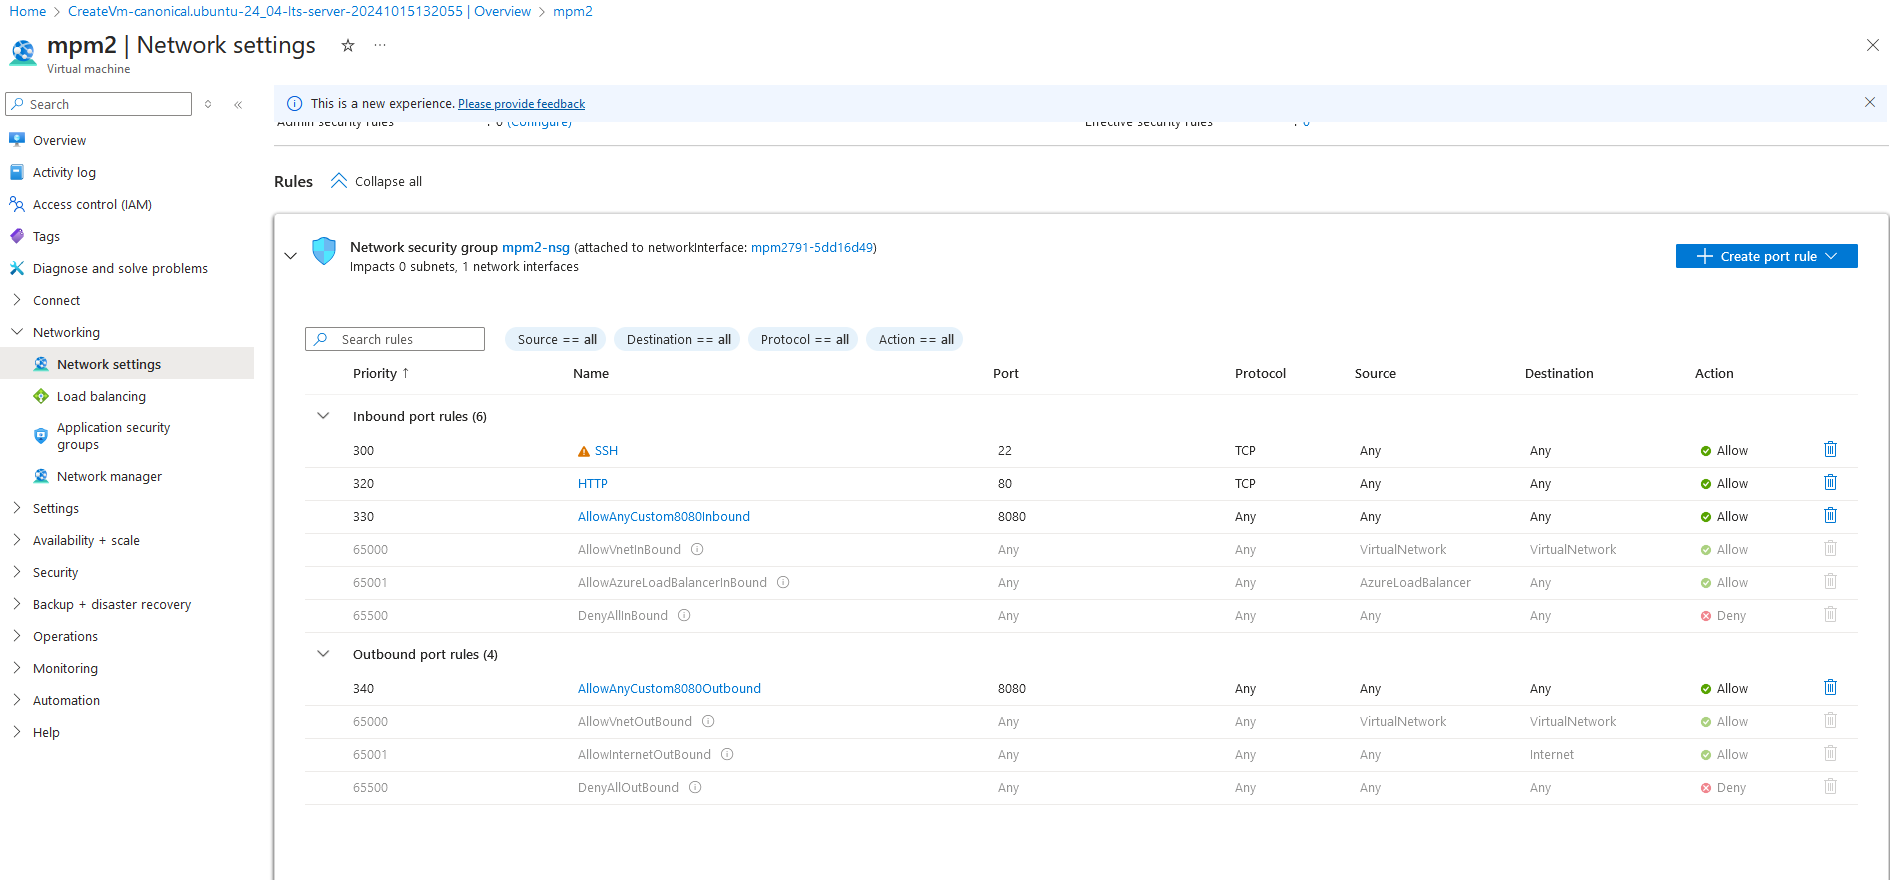 Home > CreateVm-canonical.ubuntu-24_04-lts-server-20241015132055 | Overview > mpm2
mpm2 | Network settings
Virtual machine
Search
Overview
Activity log
Access control (IAM)
Tags
Diagnose and solve problems
Connect
Networking
Network settings
Load balancing
Application security
groups
Network manager
Settings
Availability + scale
Security
Backup + disaster recovery
Operations
Monitoring
Automation
Help
This is a new experience. Please provide feedback
Admin security rules : 0 (Configure) Effective security rules : 0
Rules Collapse all
Network security group mpm2-nsg (attached to networkInterface: mpm2791-5dd16d49)
Impacts 0 subnets, 1 network interfaces
+ Create port rule
Search rules Source == all Destination == all Protocol == all Action == all
Priority ↑ Name Port Protocol Source Destination Action
Inbound port rules (6)
300 SSH 22 TCP Any Any Allow
320 HTTP 80 TCP Any Any Allow
330 AllowAnyCustom8080Inbound 8080 Any Any Any Allow
65000 AllowVnetInBound Any Any VirtualNetwork VirtualNetwork Allow
65001 AllowAzureLoadBalancerInBound Any Any AzureLoadBalancer Any Allow
65500 DenyAllInBound Any Any Any Any Deny
Outbound port rules (4)
340 AllowAnyCustom8080Outbound 8080 Any Any Any Allow
65000 AllowVnetOutBound Any Any VirtualNetwork VirtualNetwork Allow
65001 AllowInternetOutBound Any Any Any Internet Allow
65500 DenyAllOutBound Any Any Any Any Deny